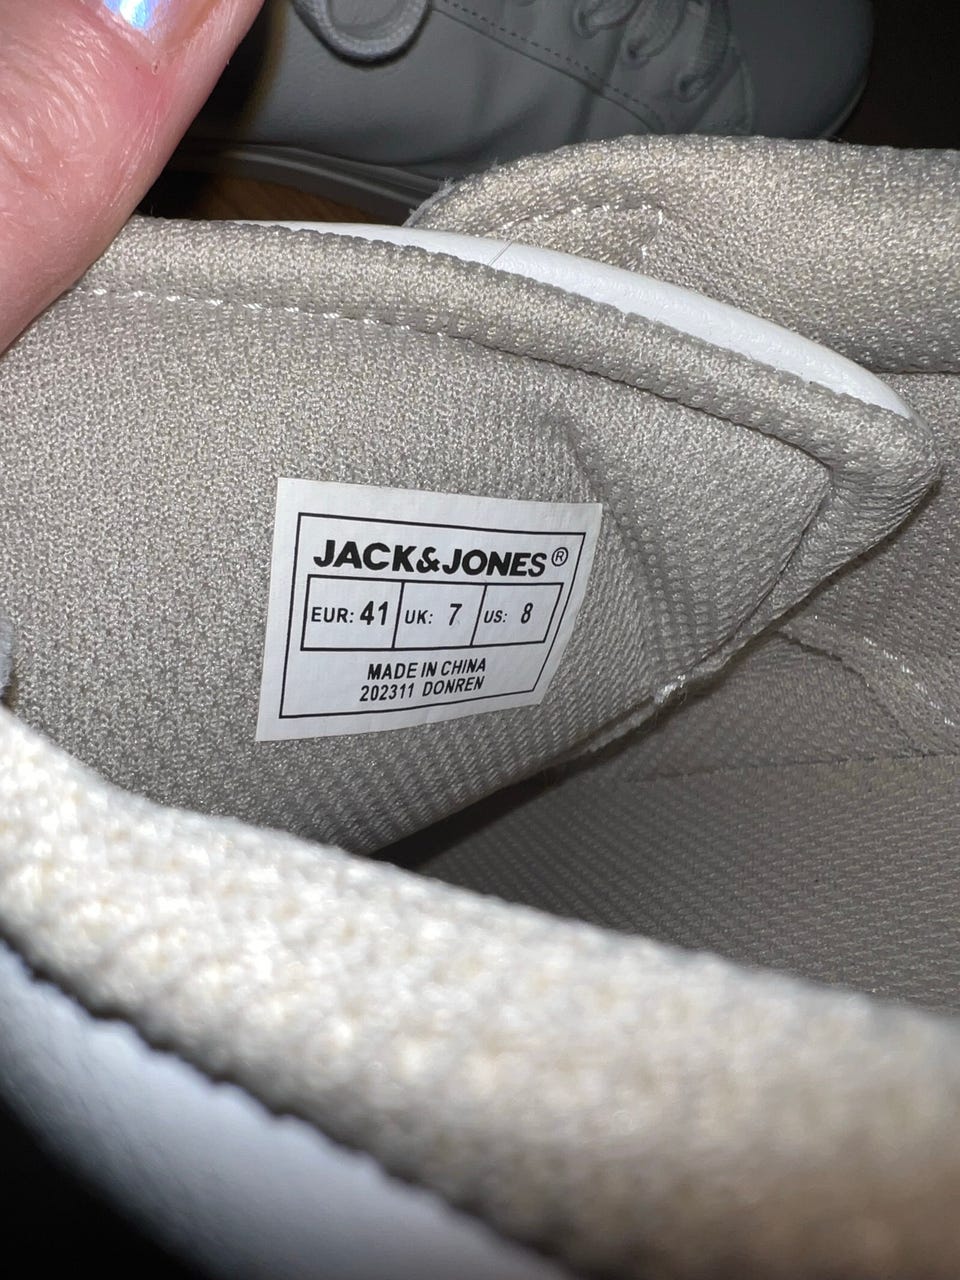 JACK&JONES®
EUR: 41 UK: 7 US: 8
MADE IN CHINA
202311 DONREN